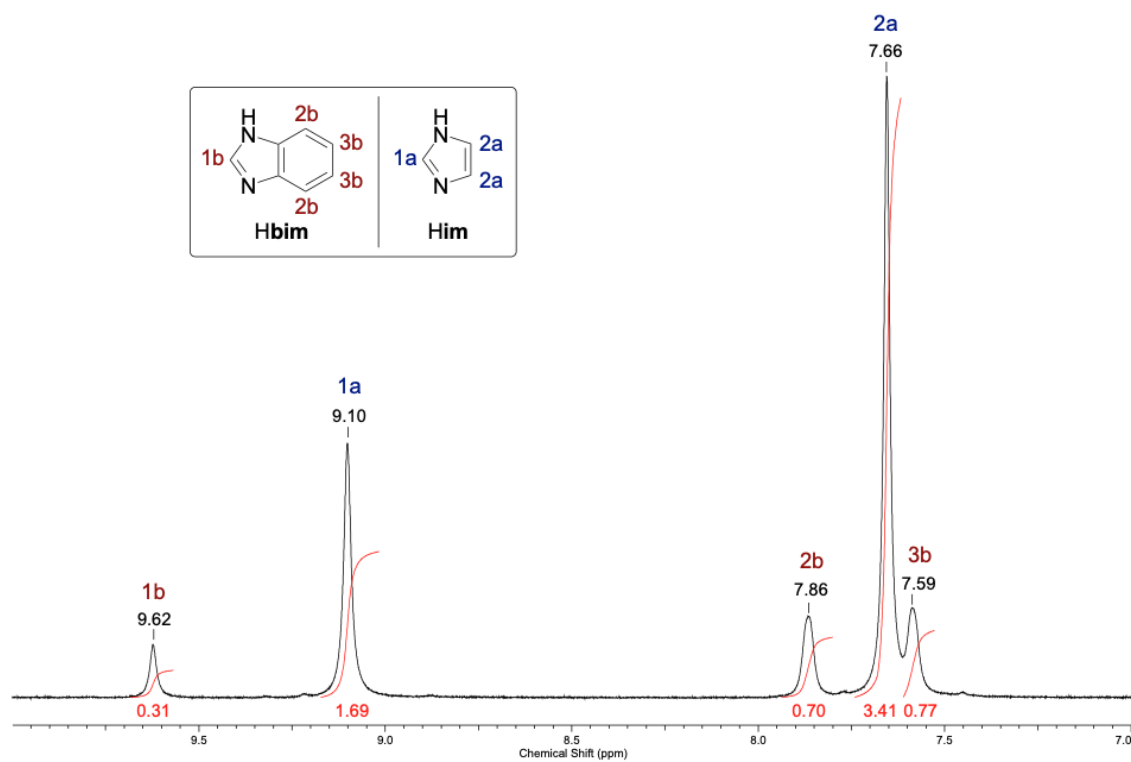 2a
7.66
H
N
2b
3b
1b
3b
N
2b
Hbim
H
N
2a
1a
2a
N
Him
1a
9.10
1b
9.62
2b
7.86
3b
7.59
0.31 1.69 0.70 3.41 0.77
9.5 9.0 8.5 8.0 7.5 7.0
Chemical Shift (ppm)